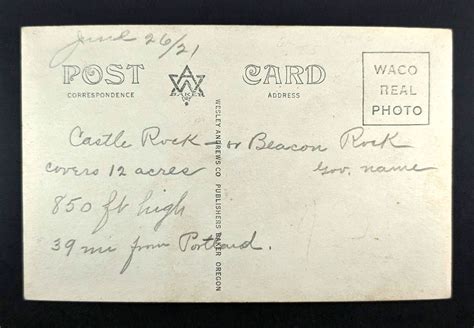 June 26/21
POST CARD
CORRESPONDENCE
ADDRESS
BAKER
WACO
REAL
PHOTO
WESLEY ANDREWS CO PUBLISHERS BAKER OREGON
Castle Rock - or Beacon Rock
covers 12 acres Gov. name
850 ft high
39 mi from Portland.